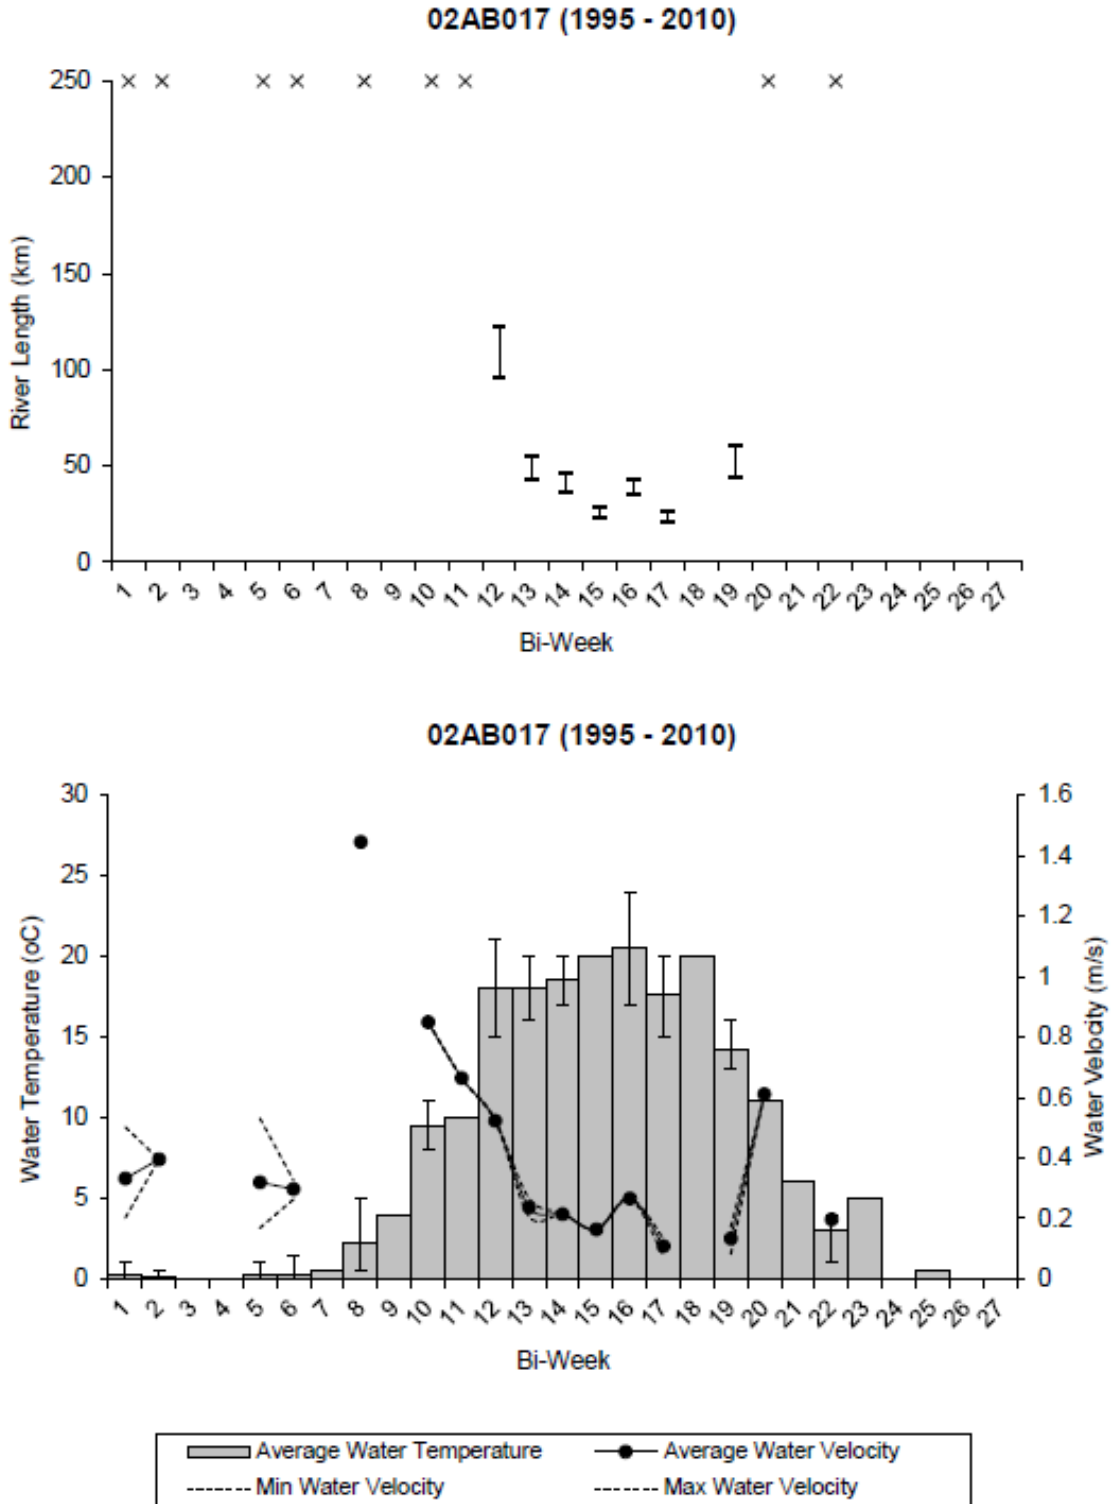 02AB017 (1995 - 2010)
River Length (km)
250
200
150
100
50
0
1 2 3 4 5 6 7 8 9 10 11 12 13 14 15 16 17 18 19 20 21 22 23 24 25 26 27
Bi-Week
02AB017 (1995 - 2010)
Water Temperature (oC)
30
25
20
15
10
5
0
1.6
1.4
1.2
1
0.8
0.6
0.4
0.2
0
Water Velocity (m/s)
1 2 3 4 5 6 7 8 9 10 11 12 13 14 15 16 17 18 19 20 21 22 23 24 25 26 27
Bi-Week
Average Water Temperature Average Water Velocity
Min Water Velocity Max Water Velocity